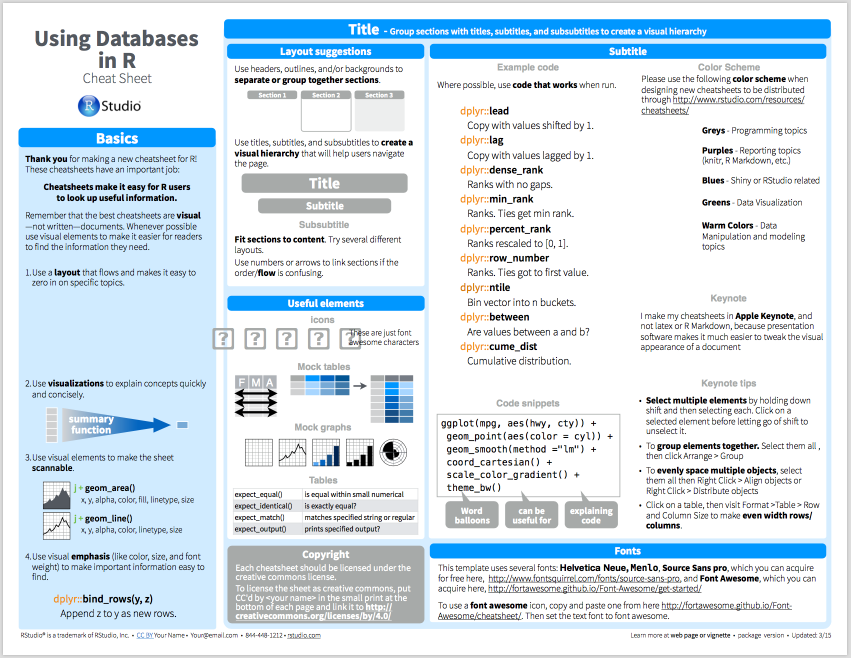 Using Databases
in R
Cheat Sheet
R Studio
Basics
Thank you for making a new cheatsheet for R!
These cheatsheets have an important job:
Cheatsheets make it easy for R users
to look up useful information.
Remember that the best cheatsheets are visual
—not written—documents. Whenever possible
use visual elements to make it easier for readers
to find the information they need.
1. Use a layout that flows and makes it easy to
zero in on specific topics.
2. Use visualizations to explain concepts quickly
and concisely.
summary
function
3. Use visual elements to make the sheet
scannable.
j + geom_area()
x, y, alpha, color, fill, linetype, size
j + geom_line()
x, y, alpha, color, linetype, size
4. Use visual emphasis (like color, size, and font
weight) to make important information easy to
find.
dplyr::bind_rows(y, z)
Append z to y as new rows.
Title - Group sections with titles, subtitles, and subsubtitles to create a visual hierarchy
Layout suggestions
Use headers, outlines, and/or backgrounds to
separate or group together sections.
Section 1 Section 2 Section 3
Use titles, subtitles, and subsubtitles to create a
visual hierarchy that will help users navigate
the page.
Title
Subtitle
Subsubtitle
Fit sections to content. Try several different
layouts.
Use numbers or arrows to link sections if the
order/flow is confusing.
Useful elements
icons
? ? ? ? ?
These are just font
awesome characters
Mock tables
F M A
Mock graphs
Tables
expect_equal() is equal within small numerical
expect_identical() is exactly equal?
expect_match() matches specified string or regular
expect_output() prints specified output?
Copyright
Each cheatsheet should be licensed under the
creative commons license.
To license the sheet as creative commons, put
CC'd by <your name> in the small print at the
bottom of each page and link it to http://
creativecommons.org/licenses/by/4.0/
Subtitle
Example code
Where possible, use code that works when run.
dplyr::lead
Copy with values shifted by 1.
dplyr::lag
Copy with values lagged by 1.
dplyr::dense_rank
Ranks with no gaps.
dplyr::min_rank
Ranks. Ties get min rank.
dplyr::percent_rank
Ranks rescaled to [0, 1].
dplyr::row_number
Ranks. Ties got to first value.
dplyr::ntile
Bin vector into n buckets.
dplyr::between
Are values between a and b?
dplyr::cume_dist
Cumulative distribution.
Code snippets
ggplot(mpg, aes(hwy, cty)) +
geom_point(aes(color = cyl)) +
geom_smooth(method ="lm") +
coord_cartesian() +
scale_color_gradient() +
theme_bw()
Word
balloons
can be
useful for
explaining
code
Color Scheme
Please use the following color scheme when
designing new cheatsheets to be distributed
through http://www.rstudio.com/resources/
cheatsheets/
Greys - Programming topics
Purples - Reporting topics
(knitr, R Markdown, etc.)
Blues - Shiny or RStudio related
Greens - Data Visualization
Warm Colors - Data
Manipulation and modeling
topics
Keynote
I make my cheatsheets in Apple Keynote, and
not latex or R Markdown, because presentation
software makes it much easier to tweak the visual
appearance of a document
Keynote tips
• Select multiple elements by holding down
shift and then selecting each. Click on a
selected element before letting go of shift to
unselect it.
• To group elements together. Select them all ,
then click Arrange > Group
• To evenly space multiple objects, select
them all then Right Click > Align objects or
Right Click > Distribute objects
• Click on a table, then visit Format >Table > Row
and Column Size to make even width rows/
columns.
Fonts
This template uses several fonts: Helvetica Neue, Menlo, Source Sans pro, which you can acquire
for free here, http://www.fontsquirrel.com/fonts/source-sans-pro, and Font Awesome, which you can
acquire here, http://fortawesome.github.io/Font-Awesome/get-started/
To use a font awesome icon, copy and paste one from here http://fortawesome.github.io/Font-
Awesome/cheatsheet/. Then set the text font to font awesome.
RStudio® is a trademark of RStudio, Inc. • CC BY Your Name • Your@email.com • 844-448-1212 • rstudio.com
Learn more at web page or vignette • package version • Updated: 3/15